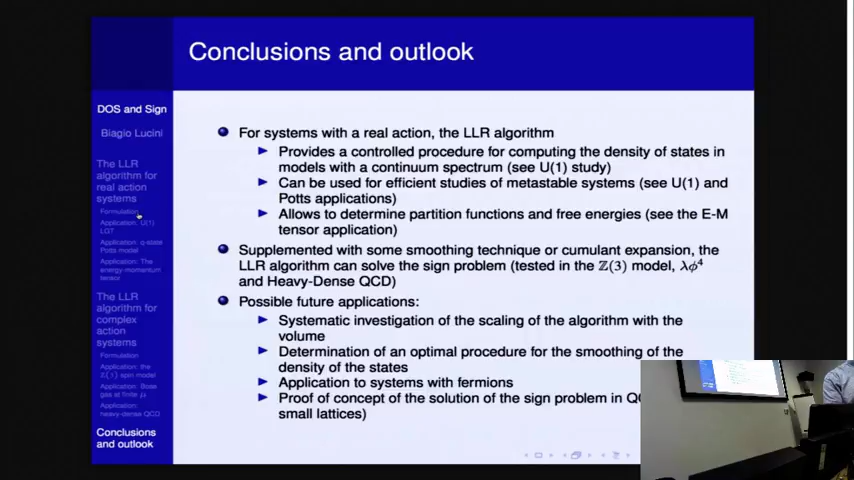 Conclusions and outlook
DOS and Sign
Biagio Lucini
The LLR
algorithm for
real action
systems
Formulation
Application: U(1)
LGT
Application: q-state
Potts model
Application: The
energy-momentum
tensor
The LLR
algorithm for
complex
action
systems
Formulation
Application: the
ℤ(3) spin model
Application: Bose
gas at finite μ
Application:
heavy-dense QCD
Conclusions
and outlook
For systems with a real action, the LLR algorithm
Provides a controlled procedure for computing the density of states in
models with a continuum spectrum (see U(1) study)
Can be used for efficient studies of metastable systems (see U(1) and
Potts applications)
Allows to determine partition functions and free energies (see the E-M
tensor application)
Supplemented with some smoothing technique or cumulant expansion, the
LLR algorithm can solve the sign problem (tested in the ℤ(3) model, λϕ⁴
and Heavy-Dense QCD)
Possible future applications:
Systematic investigation of the scaling of the algorithm with the
volume
Determination of an optimal procedure for the smoothing of the
density of the states
Application to systems with fermions
Proof of concept of the solution of the sign problem in
small lattices)